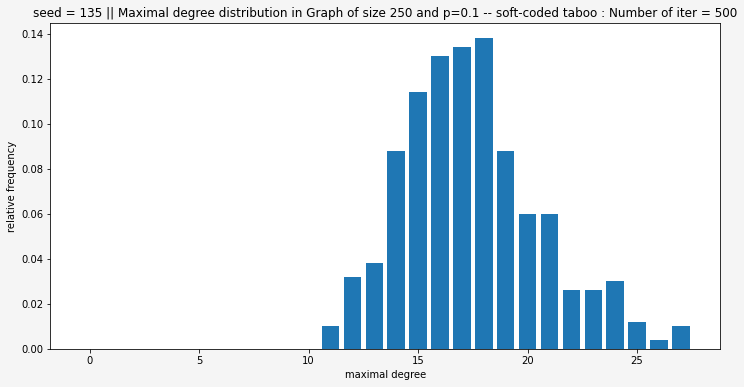 seed = 135 || Maximal degree distribution in Graph of size 250 and p=0.1 -- soft-coded taboo : Number of iter = 500
0.14
0.12
0.10
0.08
0.06
0.04
0.02
0.00
relative frequency
0 5 10 15 20 25
maximal degree